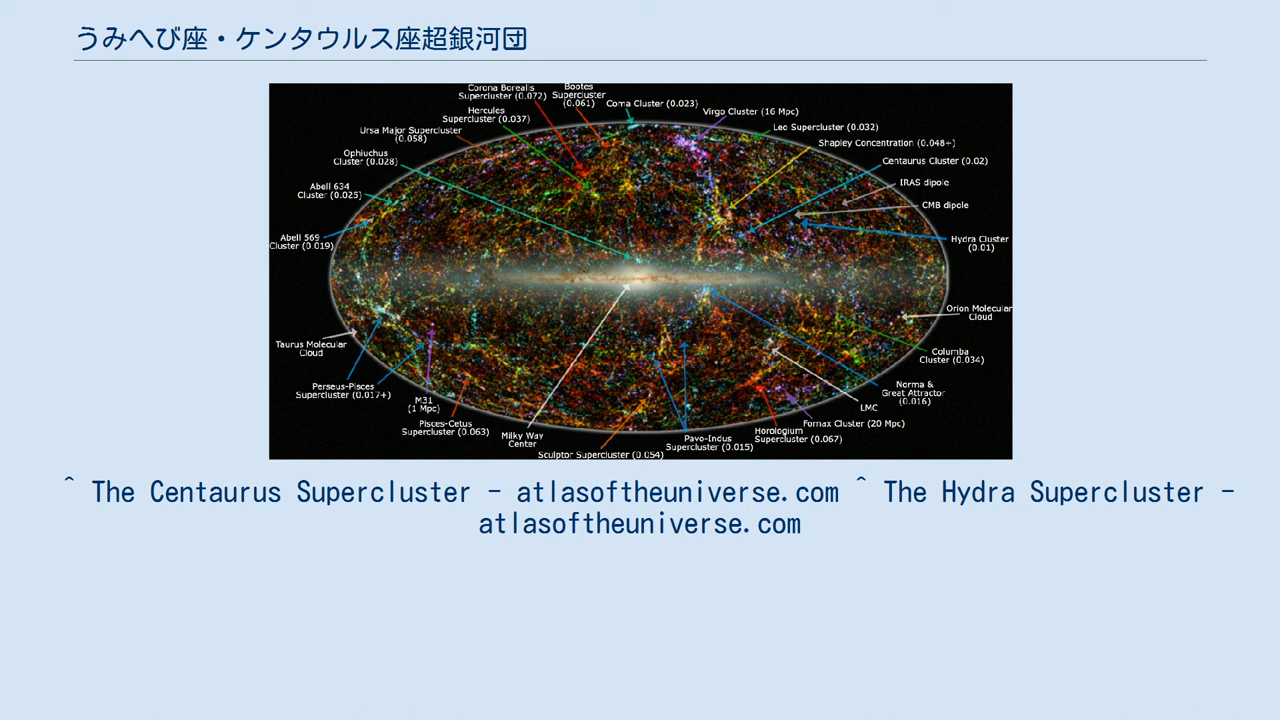 うみへび座・ケンタウルス座超銀河団
Corona Borealis
Supercluster (0.072)
Bootes
Supercluster
(0.061)
Coma Cluster (0.023)
Hercules
Supercluster (0.037)
Virgo Cluster (16 Mpc)
Ursa Major Supercluster
(0.058)
Leo Supercluster (0.032)
Shapley Concentration (0.048+)
Ophiuchus
Cluster (0.028)
Centaurus Cluster (0.02)
IRAS dipole
Abell 634
Cluster (0.025)
CMB dipole
Abell 569
Cluster (0.019)
Hydra Cluster
(0.01)
Orion Molecular
Cloud
Taurus Molecular
Cloud
Columba
Cluster (0.034)
Perseus-Pisces
Supercluster (0.017+)
Norma &
Great Attractor
(0.016)
M31
(1 Mpc)
LMC
Pisces-Cetus
Supercluster (0.063)
Fornax Cluster (20 Mpc)
Milky Way
Center
Horologium
Supercluster (0.067)
Pavo-Indus
Supercluster (0.015)
Sculptor Supercluster (0.054)
^ The Centaurus Supercluster - atlasoftheuniverse.com ^ The Hydra Supercluster -
atlasoftheuniverse.com